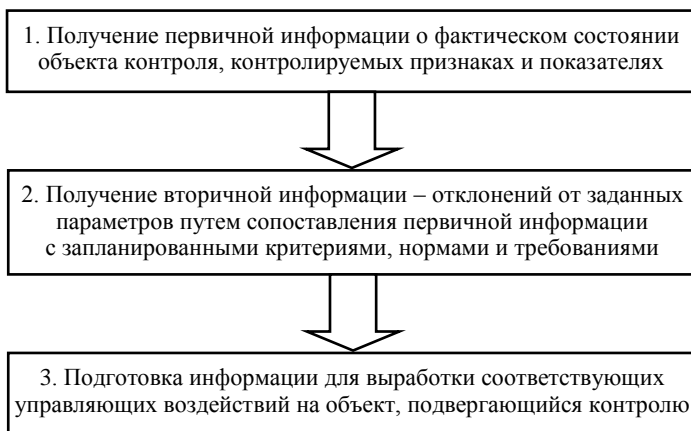 1. Получение первичной информации о фактическом состоянии
объекта контроля, контролируемых признаках и показателях
2. Получение вторичной информации – отклонений от заданных
параметров путем сопоставления первичной информации
с запланированными критериями, нормами и требованиями
3. Подготовка информации для выработки соответствующих
управляющих воздействий на объект, подвергающийся контролю